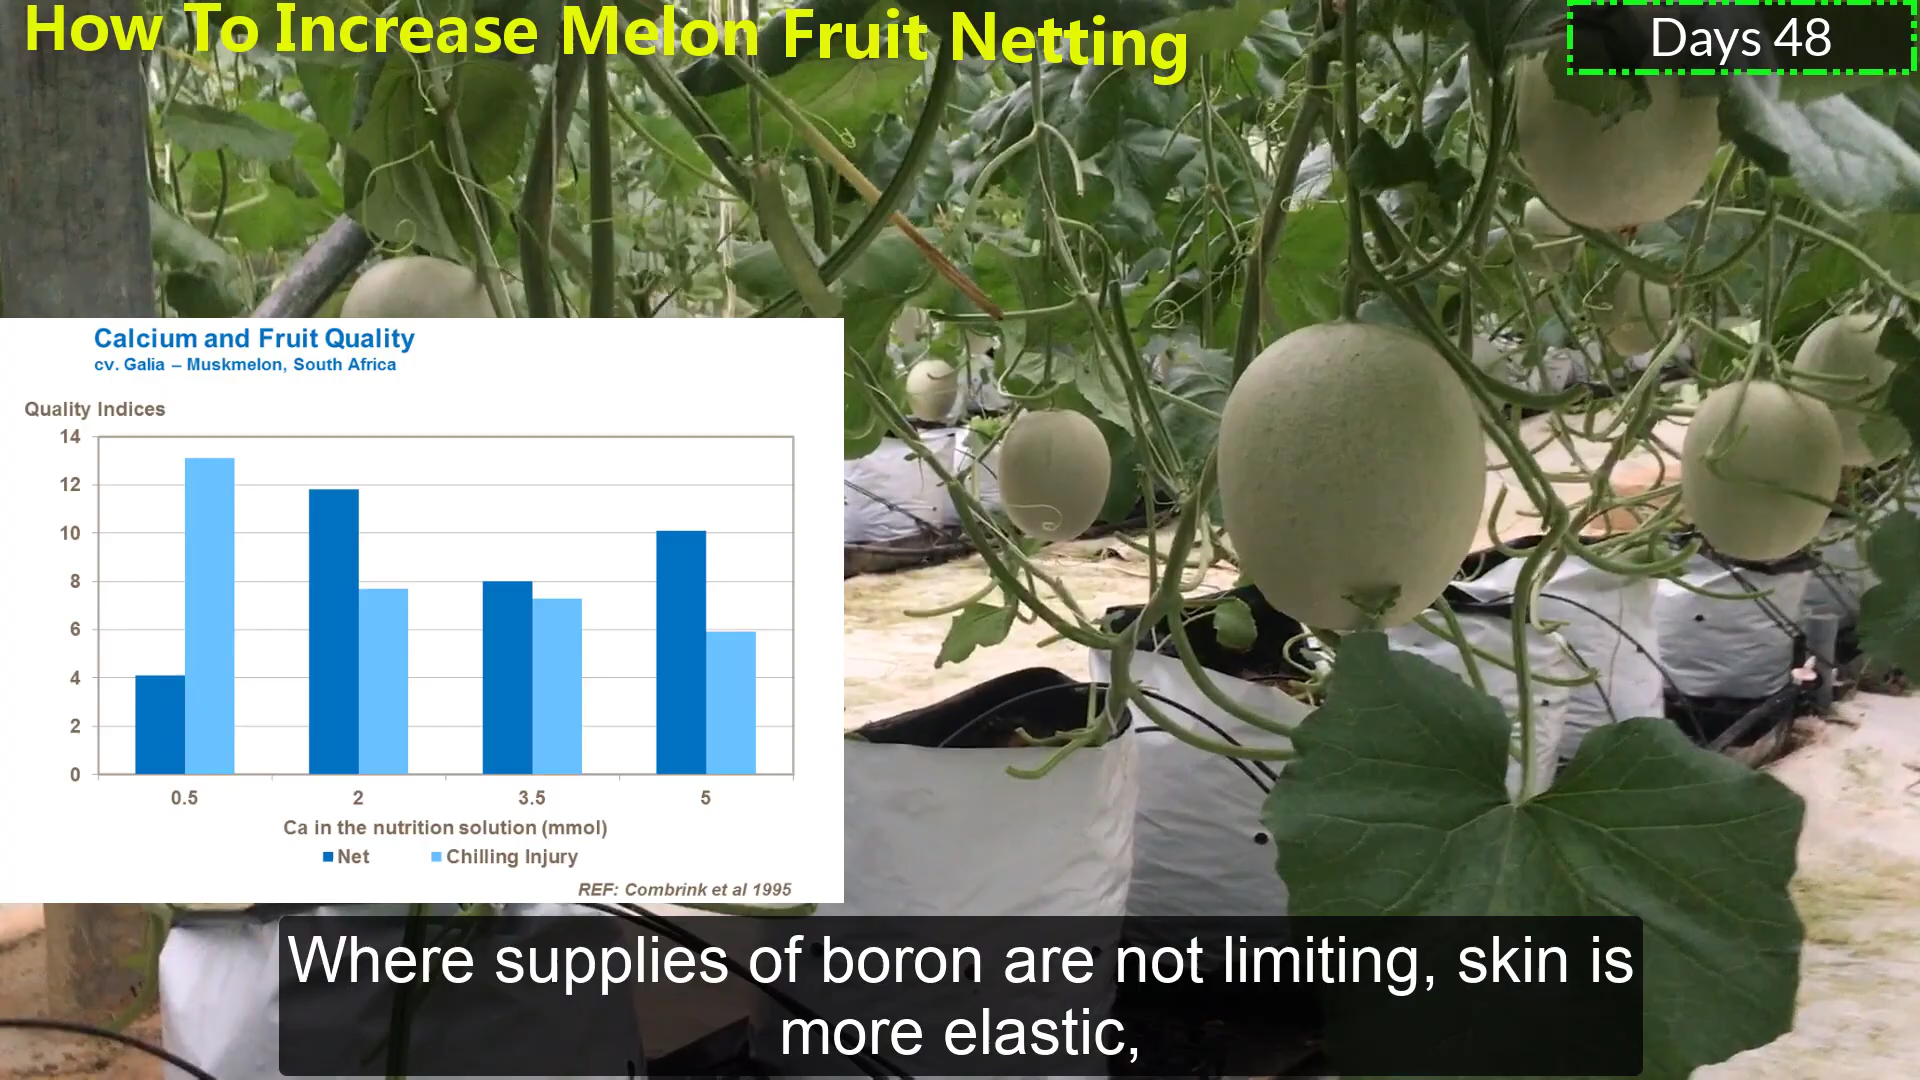 How To Increase Melon Fruit Netting
Days 48
Calcium and Fruit Quality
cv. Galia – Muskmelon, South Africa
Quality Indices
14
12
10
8
6
4
2
0
0.5 2 3.5 5
Ca in the nutrition solution (mmol)
Net Chilling Injury
REF: Combrink et al 1995
Where supplies of boron are not limiting, skin is
more elastic,